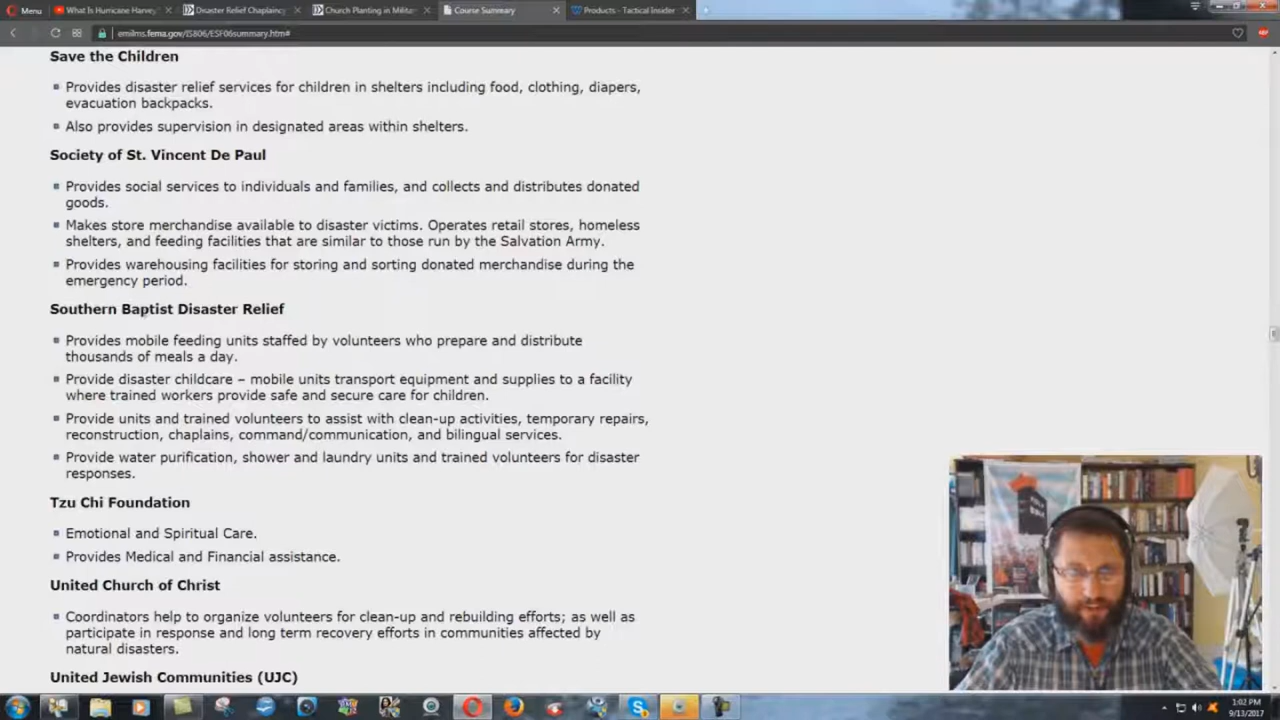 Menu
What Is Hurricane Harvey
Disaster Relief Chaplaincy
Church Planting in Militar
Course Summary
Products - Tactical Insider
emilms.fema.gov/IS806/ESF06summary.htm#
Save the Children
Provides disaster relief services for children in shelters including food, clothing, diapers,
evacuation backpacks.
Also provides supervision in designated areas within shelters.
Society of St. Vincent De Paul
Provides social services to individuals and families, and collects and distributes donated
goods.
Makes store merchandise available to disaster victims. Operates retail stores, homeless
shelters, and feeding facilities that are similar to those run by the Salvation Army.
Provides warehousing facilities for storing and sorting donated merchandise during the
emergency period.
Southern Baptist Disaster Relief
Provides mobile feeding units staffed by volunteers who prepare and distribute
thousands of meals a day.
Provide disaster childcare – mobile units transport equipment and supplies to a facility
where trained workers provide safe and secure care for children.
Provide units and trained volunteers to assist with clean-up activities, temporary repairs,
reconstruction, chaplains, command/communication, and bilingual services.
Provide water purification, shower and laundry units and trained volunteers for disaster
responses.
Tzu Chi Foundation
Emotional and Spiritual Care.
Provides Medical and Financial assistance.
United Church of Christ
Coordinators help to organize volunteers for clean-up and rebuilding efforts; as well as
participate in response and long term recovery efforts in communities affected by
natural disasters.
United Jewish Communities (UJC)
1:02 PM
9/13/2017